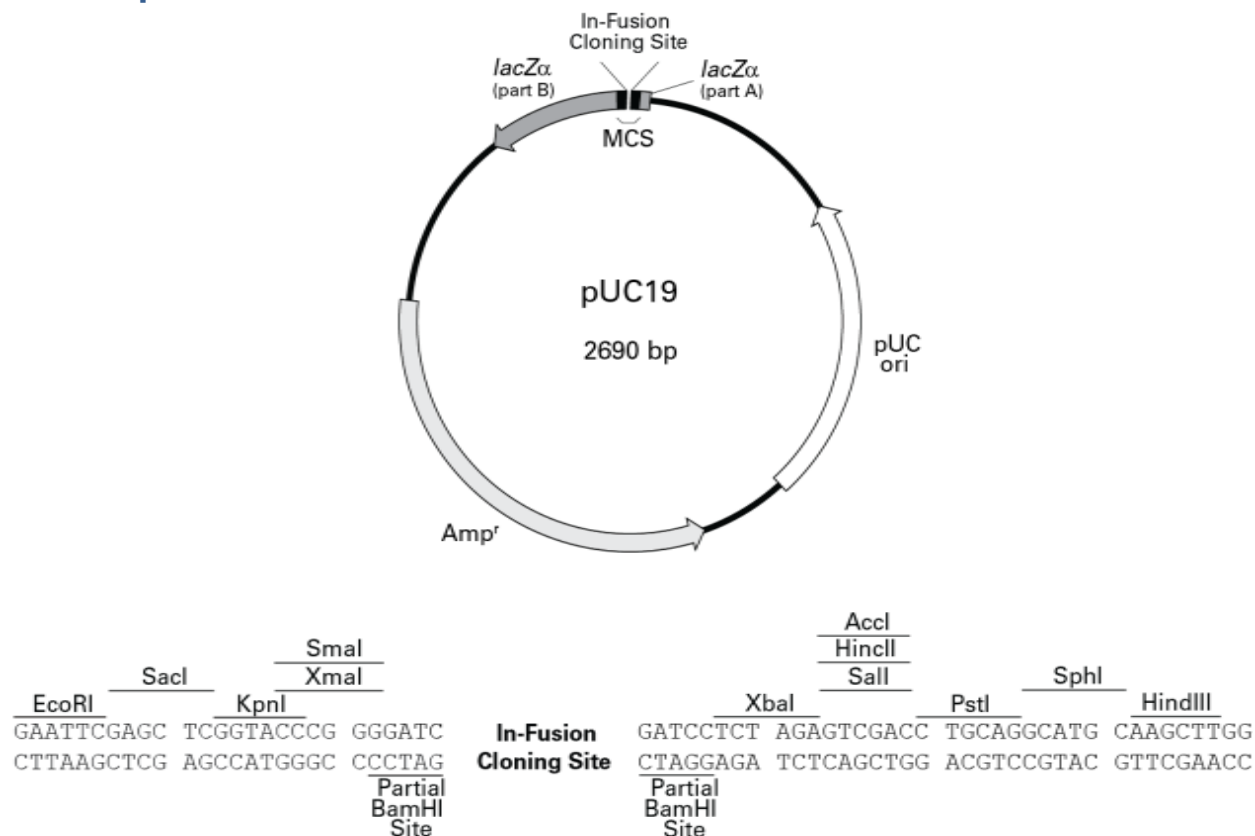 In-Fusion
Cloning Site
lacZα
(part B)
lacZα
(part A)
MCS
pUC19
2690 bp
pUC
ori
Ampʳ
AccI
SmaI HincII
SacI XmaI SalI SphI
EcoRI KpnI XbaI PstI HindIII
GAATTCGAGC TCGGTACCCG GGGATC In-Fusion GATCCTCT AGAGTCGACC TGCAGGCATG CAAGCTTGG
CTTAAGCTCG AGCCATGGGC CCCTAG Cloning Site CTAGGAGA TCTCAGCTGG ACGTCCGTAC GTTCGAACC
Partial Partial
BamHI BamHI
Site Site